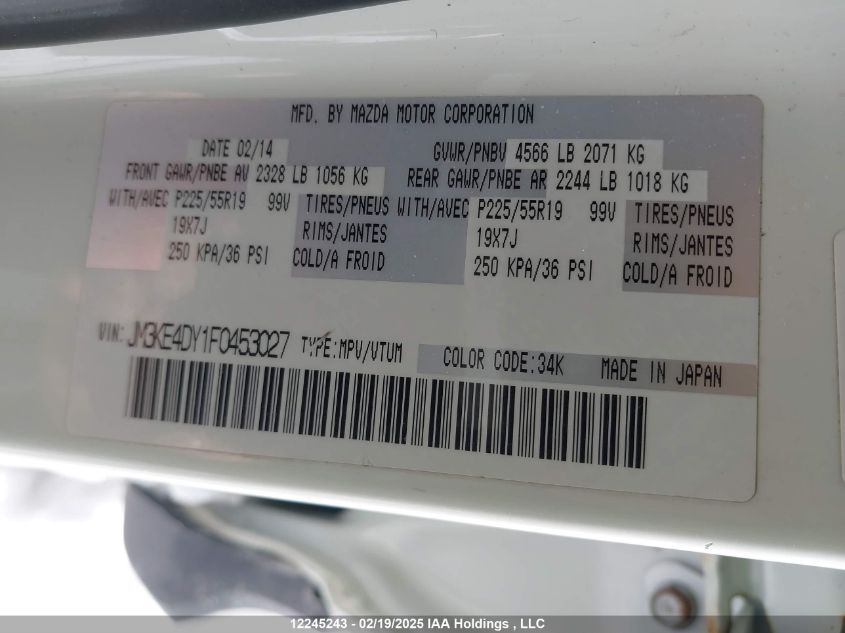 MFD. BY MAZDA MOTOR CORPORATION
DATE 02/14 GVWR/PNBV 4566 LB 2071 KG
FRONT GAWR/PNBE AV 2328 LB 1056 KG REAR GAWR/PNBE AR 2244 LB 1018 KG
WITH/AVEC P225/55R19 99V TIRES/PNEUS WITH/AVEC P225/55R19 99V TIRES/PNEUS
19X7J RIMS/JANTES 19X7J RIMS/JANTES
250 KPA/36 PSI COLD/A FROID 250 KPA/36 PSI COLD/A FROID
VIN: JM3KE4DY1F0453027 TYPE:MPV/VTUM COLOR CODE:34K MADE IN JAPAN
12245243 - 02/19/2025 IAA Holdings , LLC